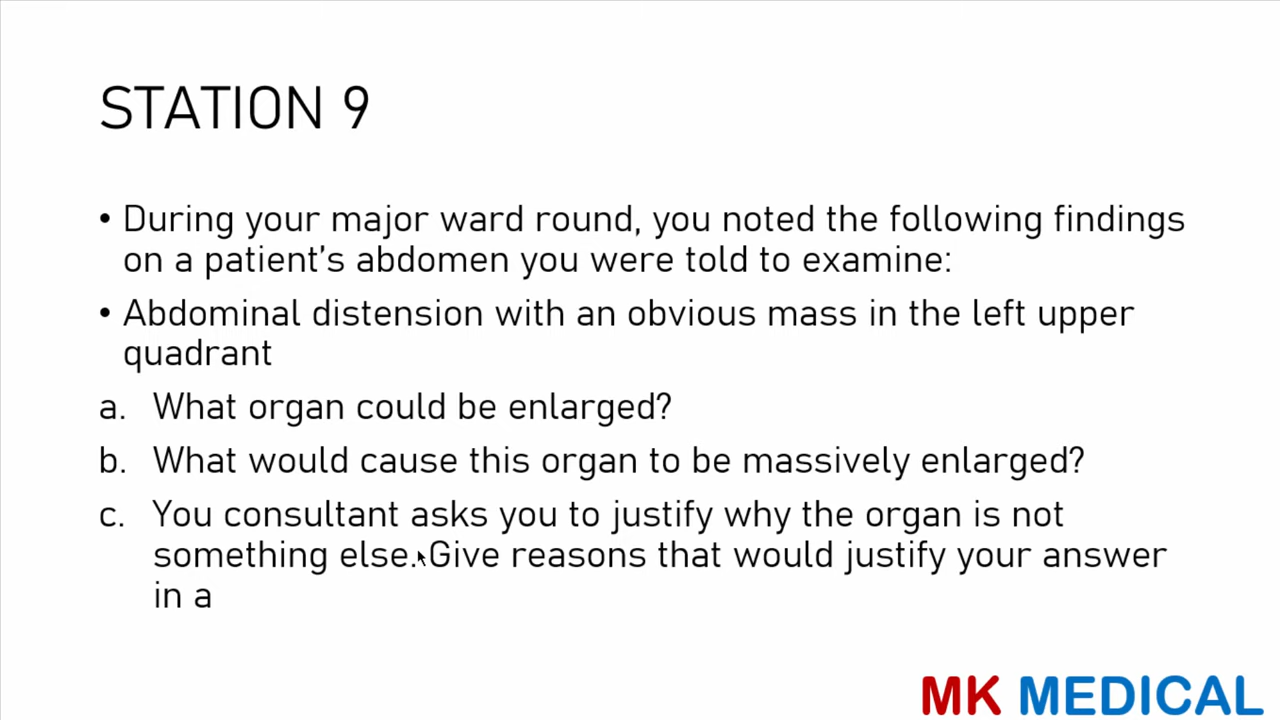 STATION 9
• During your major ward round, you noted the following findings
on a patient's abdomen you were told to examine:
• Abdominal distension with an obvious mass in the left upper
quadrant
a. What organ could be enlarged?
b. What would cause this organ to be massively enlarged?
c. You consultant asks you to justify why the organ is not
something else. Give reasons that would justify your answer
in a
MK MEDICAL